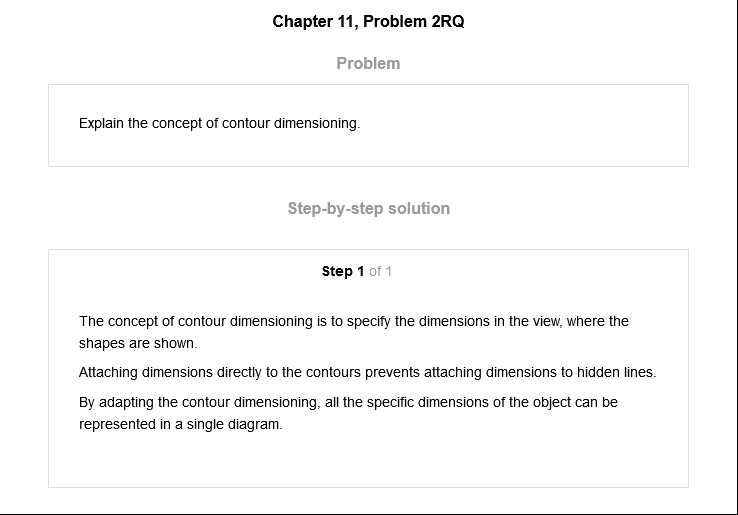 Chapter 11, Problem 2RQ
Problem
Explain the concept of contour dimensioning.
Step-by-step solution
Step 1 of 1
The concept of contour dimensioning is to specify the dimensions in the view, where the
shapes are shown.
Attaching dimensions directly to the contours prevents attaching dimensions to hidden lines.
By adapting the contour dimensioning, all the specific dimensions of the object can be
represented in a single diagram.